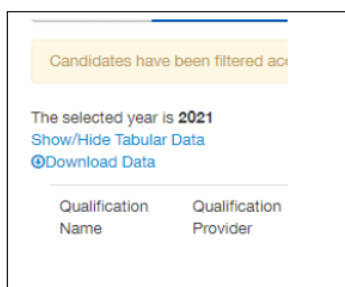 Candidates have been filtered
The selected year is 2021
Show/Hide Tabular Data
Download Data
Qualification Qualification
Name Provider